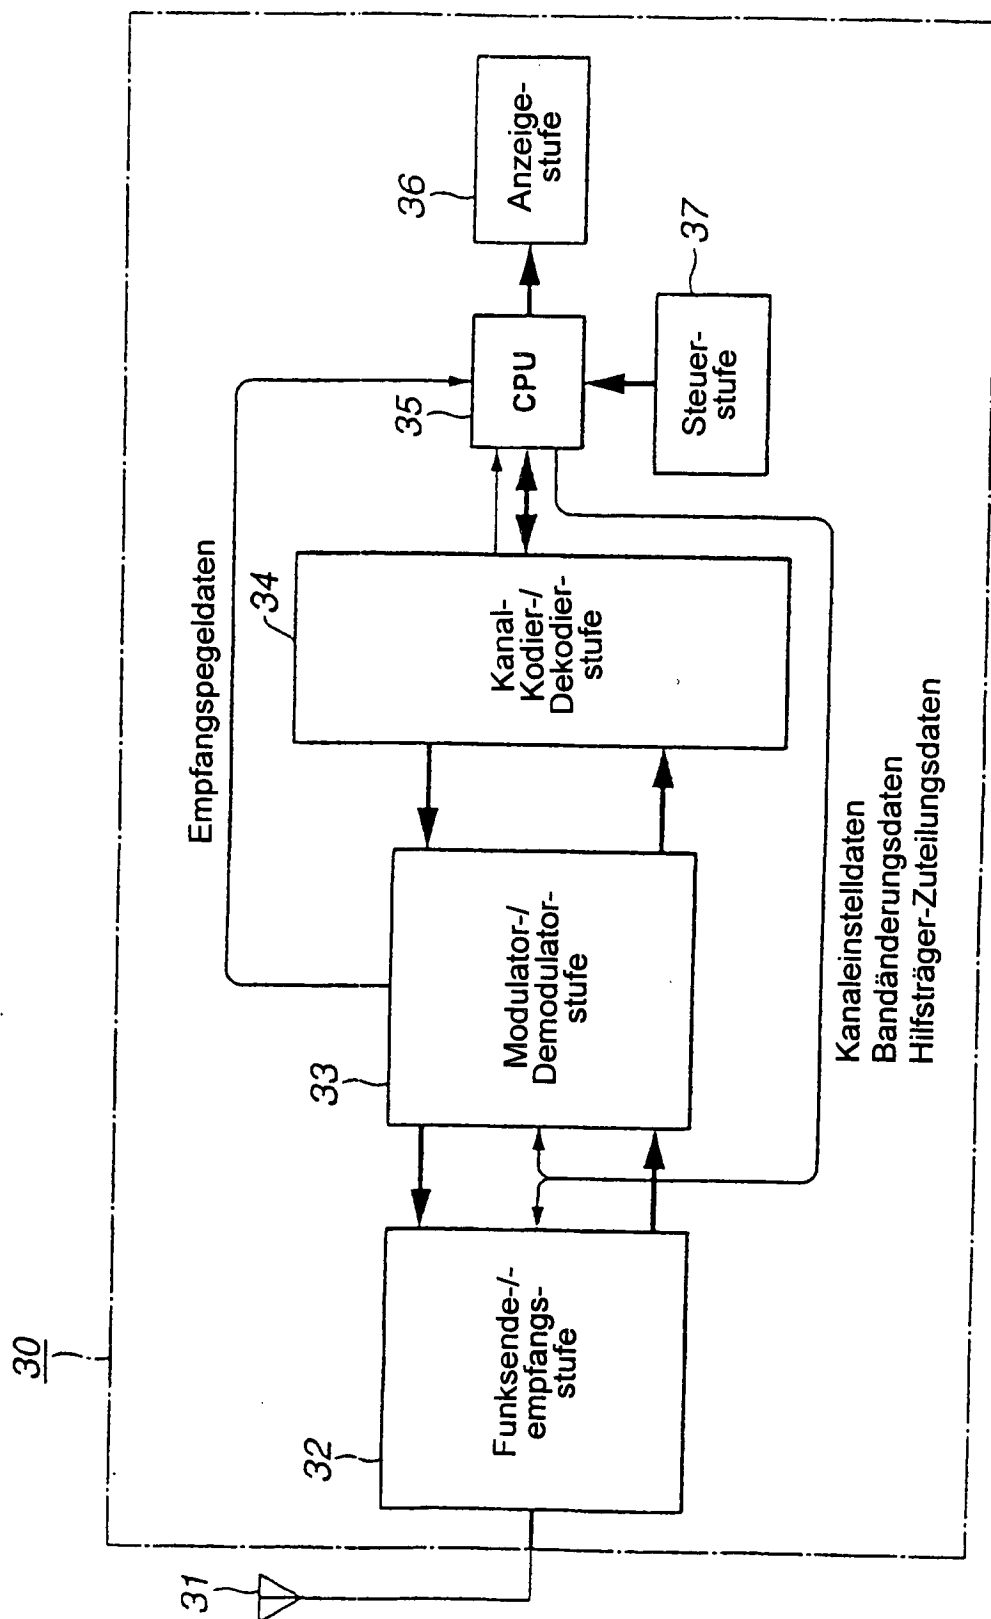 30
31
32
Funksende-/-
empfangs-
stufe
33
Modulator-/
Demodulator-
stufe
Empfangspegeldaten
34
Kanal-
Kodier-/
Dekodier-
stufe
35
CPU
36
Anzeige-
stufe
37
Steuer-
stufe
Kanaleinstelldaten
Bandänderungsdaten
Hilfsträger-Zuteilungsdaten